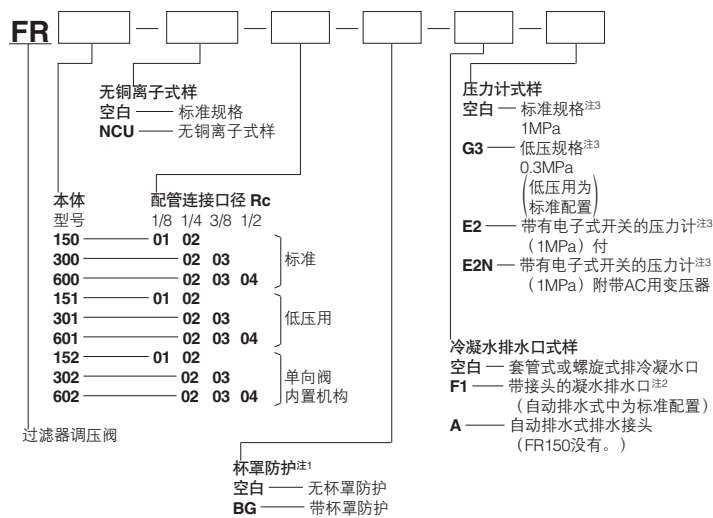 FR
无铜离子式样
空白 — 标准规格
NCU — 无铜离子式样
本体
型号
配管连接口径 Rc
1/8 1/4 3/8 1/2
150 — 01 02
300 — 02 03
600 — 02 03 04
标准
151 — 01 02
301 — 02 03
601 — 02 03 04
低压用
152 — 01 02
302 — 02 03
602 — 02 03 04
单向阀
内置机构
过滤器调压阀
杯罩防护注1
空白 — 无杯罩防护
BG — 带杯罩防护
压力计式样
空白 — 标准规格注3
1MPa
G3 — 低压规格注3
0.3MPa
(低压用为
标准配置)
E2 — 带有电子式开关的压力计注3
(1MPa)付
E2N — 带有电子式开关的压力计注3
(1MPa)附带AC用变压器
冷凝水排水口式样
空白 — 套管式或螺旋式排冷凝水口
F1 — 带接头的凝水排水口注2
(自动排水式中为标准配置)
A — 自动排水式排水接头
(FR150没有。)